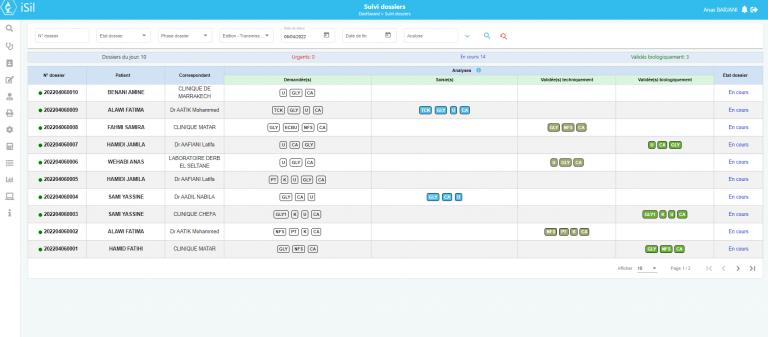 iSil
Suivi dossiers
Dashboard > Suivi dossiers
Anas DAIDANI
N° dossier
Etat dossier
Phase dossier
Edition - Transmiss...
Date de début
06/04/2022
Date de fin
Analyse
Dossiers du jour: 10
Urgents: 0
En cours 14
Validés biologiquement: 3
N° dossier Patient Correspondant Analyses Etat dossier
Demandée(s) Saisie(s) Validée(s) techniquement Validée(s) biologiquement
202204060010 BENANI AMINE CLINIQUE DE MARRAKECH U GLY CA En cours
202204060009 ALAWI FATIMA Dr AATIK Mohammed TCK GLY U CA TCK GLY U CA En cours
202204060008 FAHMI SAMIRA CLINIQUE MATAR GLY ECBU NFS CA GLY NFS CA En cours
202204060007 HAMIDI JAMILA Dr AAFIANI Latifa U CA GLY U CA GLY En cours
202204060006 WEHABI ANAS LABORATOIRE DERB EL SELTANE U GLY CA U GLY CA En cours
202204060005 HAMIDI JAMILA Dr AAFIANI Latifa PT K U GLY CA En cours
202204060004 SAMI YASSINE Dr AADIL NABILA GLY CA U GLY CA U En cours
202204060003 SAMI YASSINE CLINIQUE CHEFA GLY1 K U CA GLY1 K U CA En cours
202204060002 ALAWI FATIMA Dr AATIK Mohammed NFS PT K CA NFS PT K CA En cours
202204060001 HAMID FATIHI CLINIQUE MATAR GLY NFS CA GLY NFS CA En cours
Afficher 10 Page 1 / 2